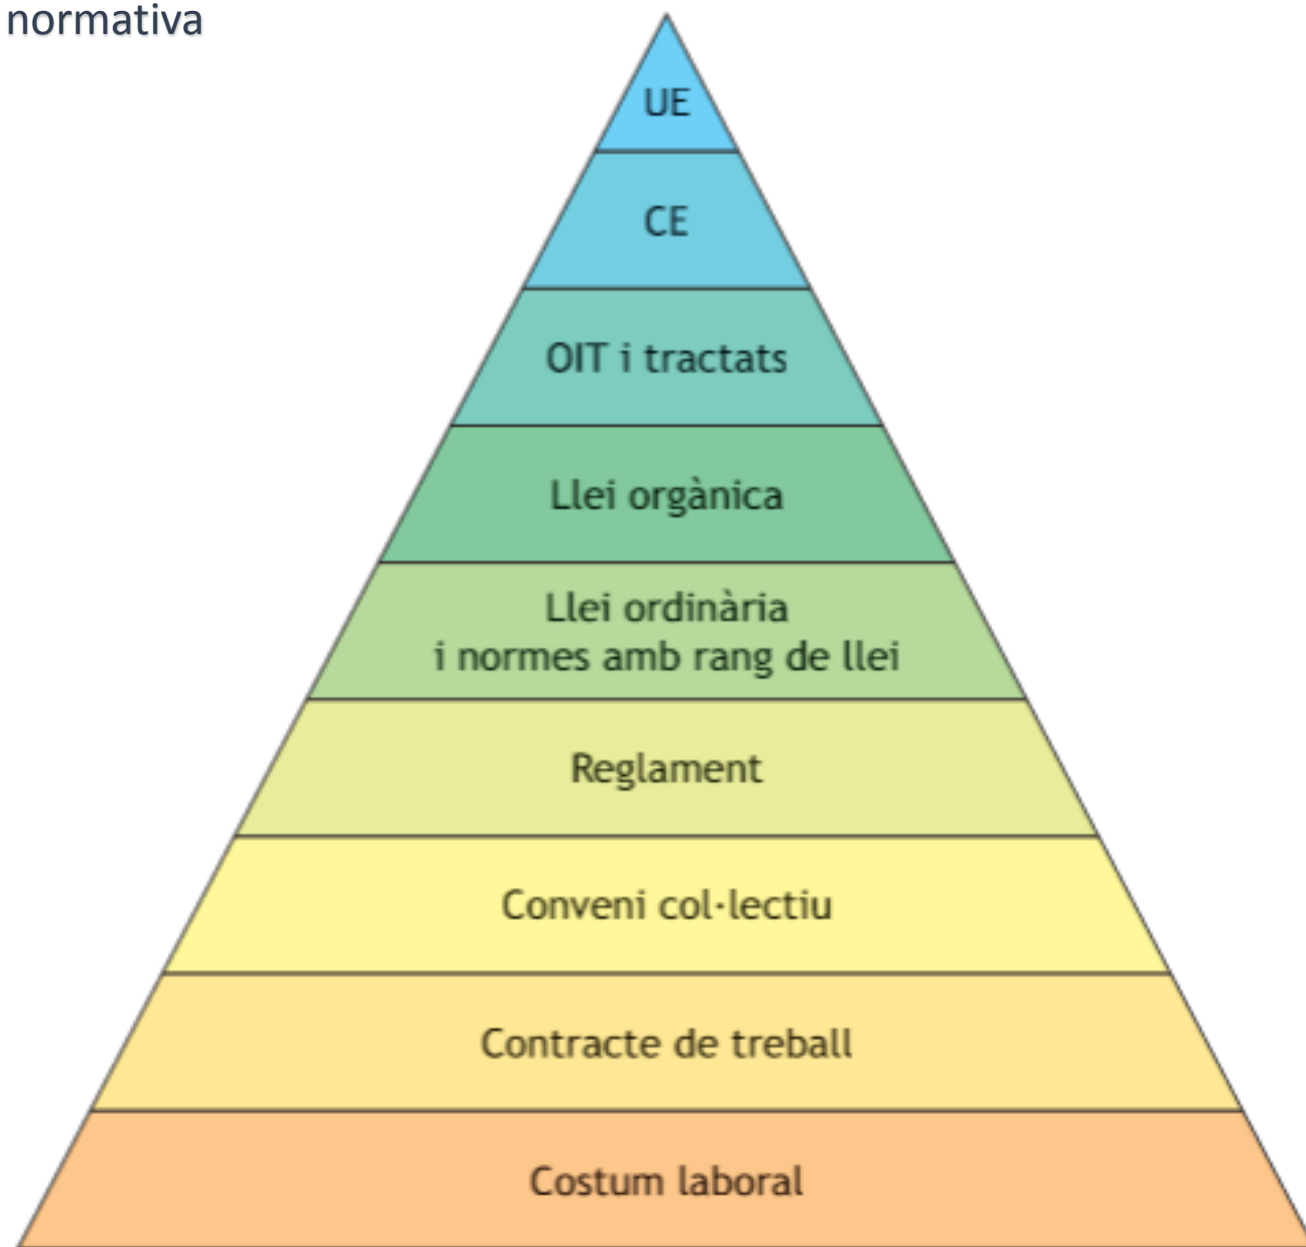 normativa
UE
CE
OIT i tractats
Llei orgànica
Llei ordinària
i normes amb rang de llei
Reglament
Conveni col·lectiu
Contracte de treball
Costum laboral